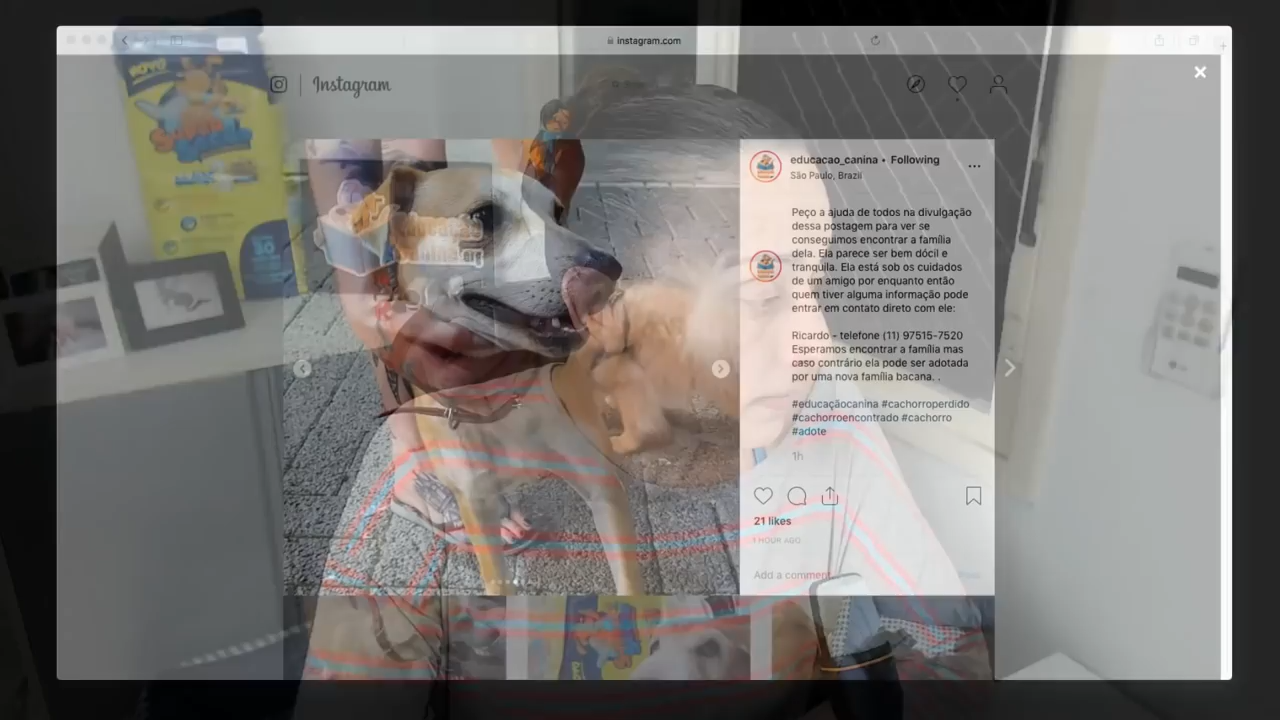 instagram.com
Instagram
educacao_canina • Following
São Paulo, Brazil
Peço a ajuda de todos na divulgação
dessa postagem para ver se
conseguimos encontrar a família
dela. Ela parece ser bem dócil e
tranquila. Ela está sob os cuidados
de um amigo por enquanto então
quem tiver alguma informação pode
entrar em contato direto com ele:
Ricardo - telefone (11) 97515-7520
Esperamos encontrar a família mas
caso contrário ela pode ser adotada
por uma nova família bacana. .
#educaçãocanina #cachorroperdido
#cachorroencontrado #cachorro
#adote
1h
21 likes
1 HOUR AGO
Add a comment...